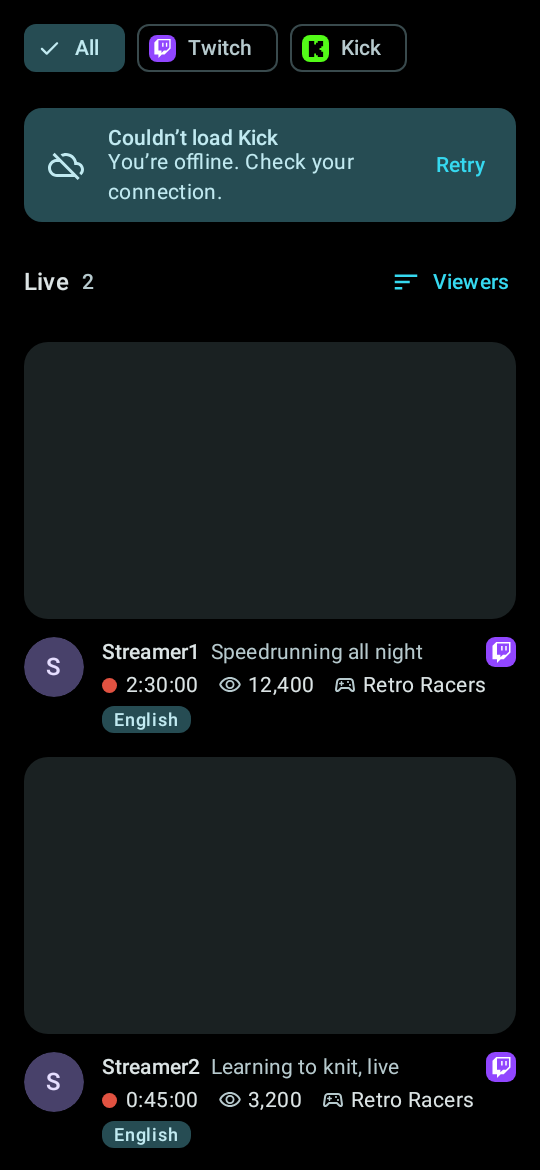 All Twitch Kick
Couldn’t load Kick
You’re offline. Check your
connection.
Retry
Live 2 Viewers
S
Streamer1 Speedrunning all night
2:30:00 12,400 Retro Racers
English
S
Streamer2 Learning to knit, live
0:45:00 3,200 Retro Racers
English